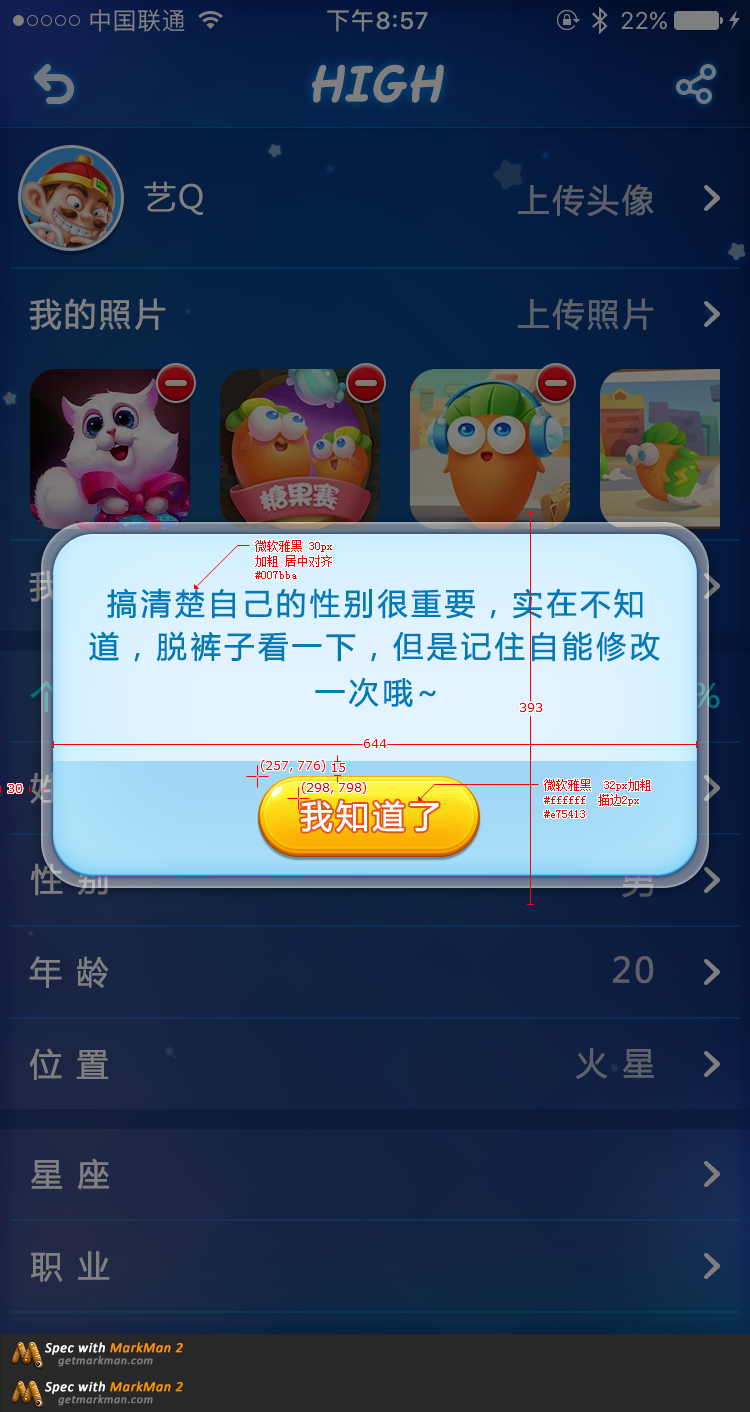 中国联通 下午8:57 22%
HIGH
艺Q 上传头像
我的照片 上传照片
糖果赛
我
微软雅黑 30px
加粗 居中对齐
#007bba
搞清楚自己的性别很重要，实在不知
道，脱裤子看一下，但是记住自能修改
一次哦~
个 %
393
644
(257, 776) 15
(298, 798)
30 姓
微软雅黑 32px加粗
#ffffff 描边2px
#e75413
我知道了
性 别 男
年 龄 20
位 置 火 星
星 座
职 业
Spec with MarkMan 2
getmarkman.com
Spec with MarkMan 2
getmarkman.com